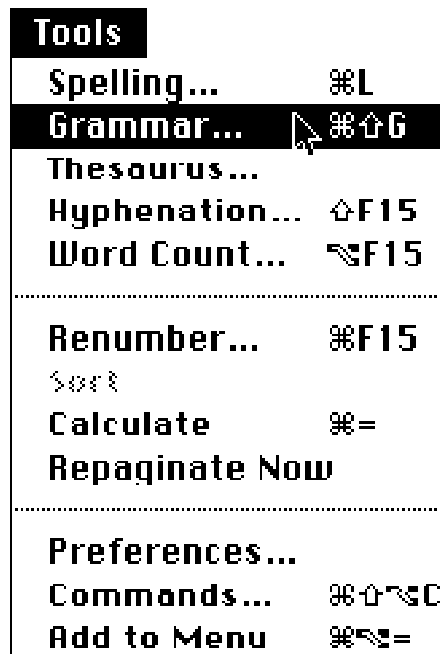 Tools
Spelling... ⌘L
Grammar... ⌘⇧G
Thesaurus...
Hyphenation... ⇧F15
Word Count... ⌥F15
Renumber... ⌘F15
Sort
Calculate ⌘=
Repaginate Now
Preferences...
Commands... ⌘⇧⌥C
Add to Menu ⌘⌥=